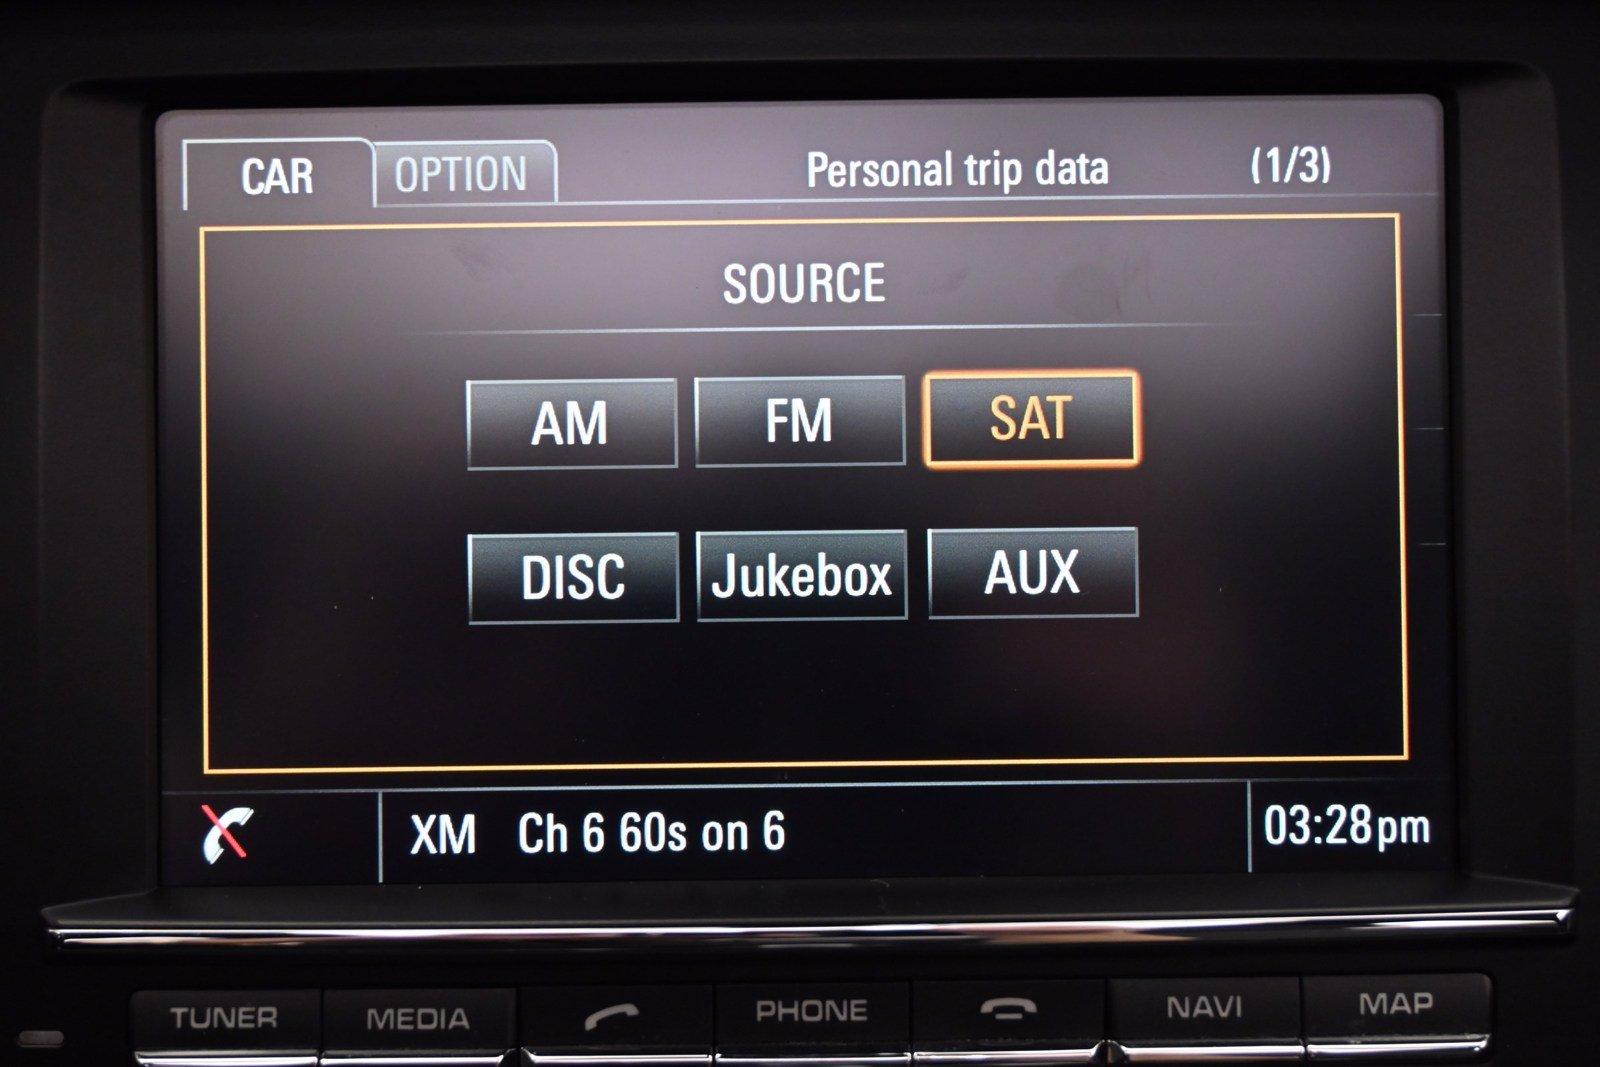 CAR OPTION Personal trip data (1/3)
SOURCE
AM FM SAT
DISC Jukebox AUX
XM Ch 6 60s on 6 03:28pm
TUNER MEDIA PHONE NAVI MAP